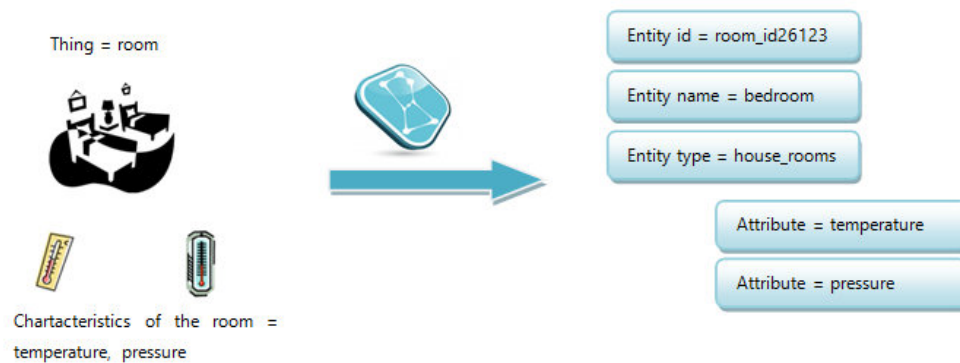 Thing = room
Chartacteristics of the room =
temperature, pressure
Entity id = room_id26123
Entity name = bedroom
Entity type = house_rooms
Attribute = temperature
Attribute = pressure